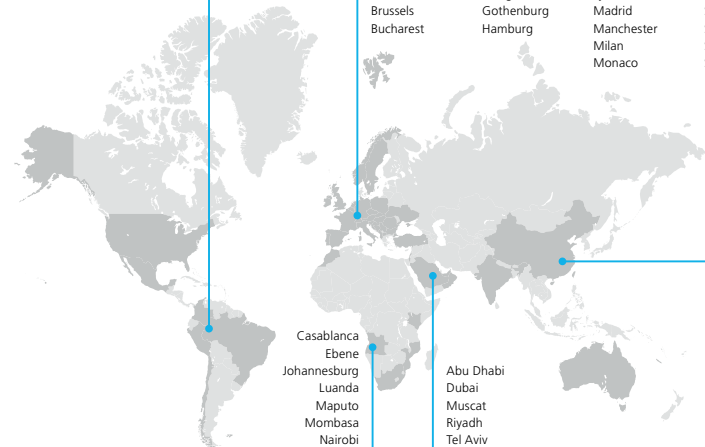 Brussels
Bucharest
Gothenburg
Hamburg
Madrid
Manchester
Milan
Monaco
Casablanca
Ebene
Johannesburg
Luanda
Maputo
Mombasa
Nairobi
Abu Dhabi
Dubai
Muscat
Riyadh
Tel Aviv